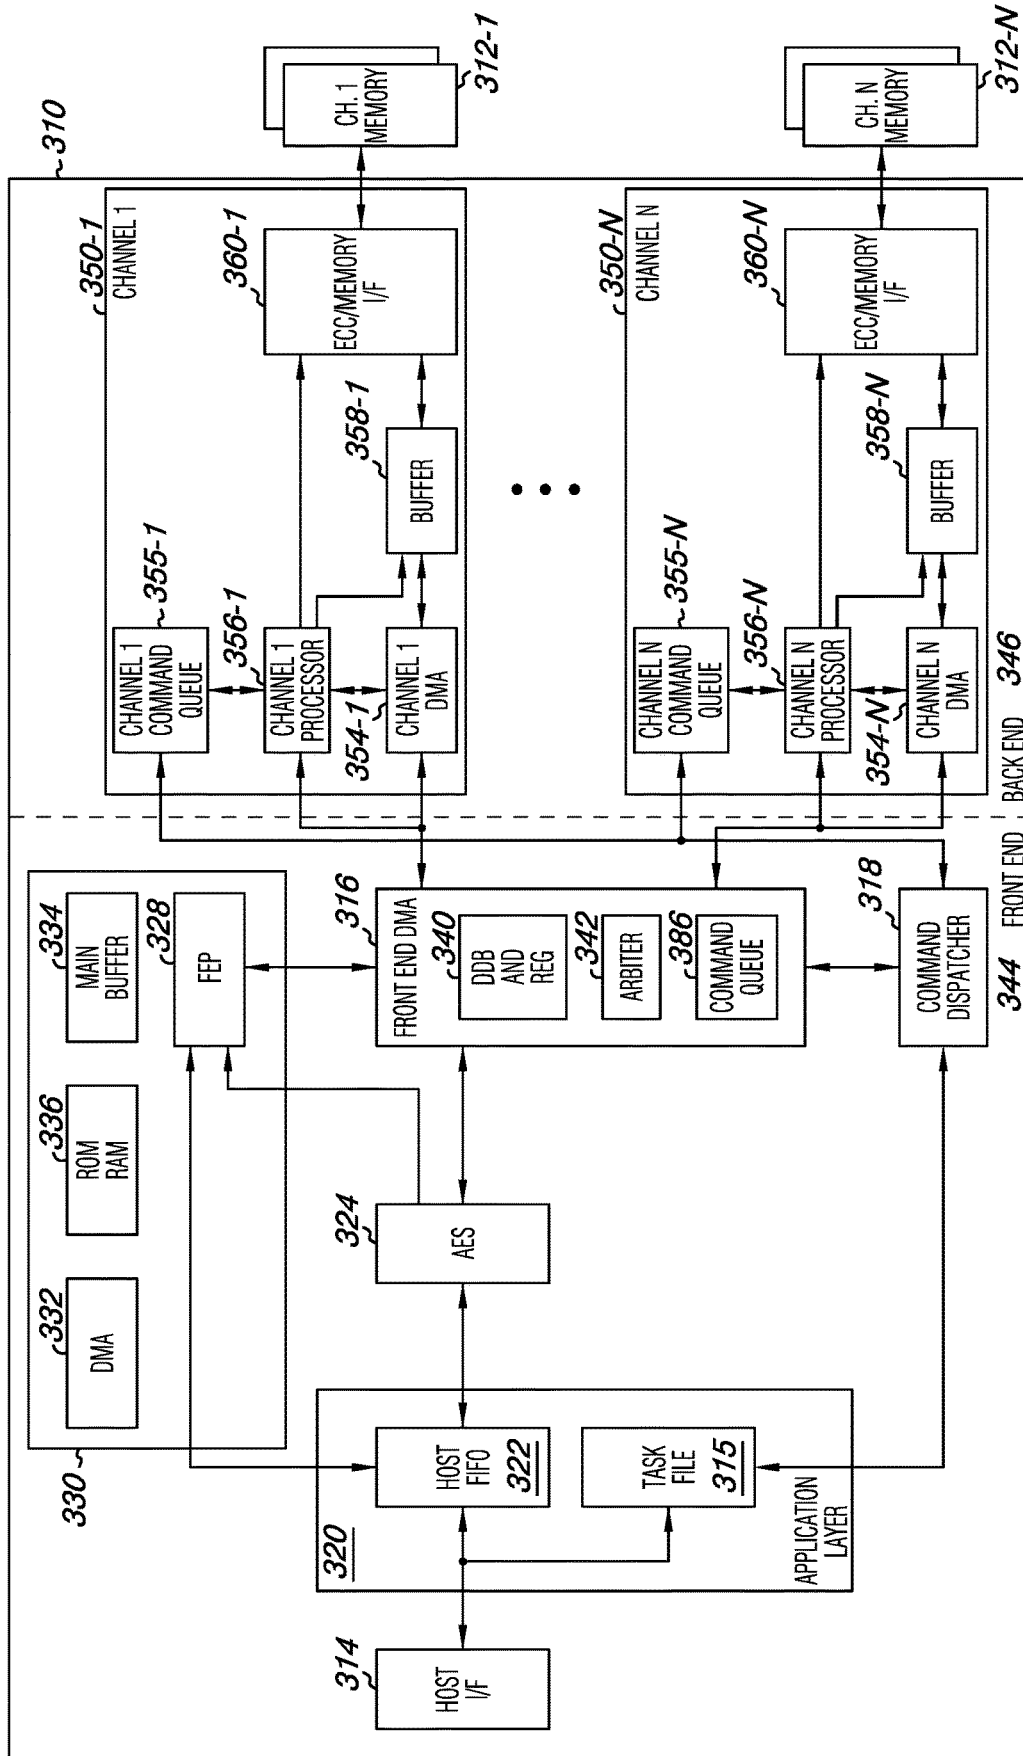 310
330
332
DMA
336
ROM
RAM
334
MAIN
BUFFER
328
FEP
314
HOST
I/F
320
HOST
FIFO
322
TASK
FILE
315
APPLICATION
LAYER
324
AES
316
FRONT END DMA
340
DDB
AND
REG
342
ARBITER
386
COMMAND
QUEUE
318
COMMAND
DISPATCHER
344
FRONT END
BACK END
346
350-1
CHANNEL 1
355-1
CHANNEL 1
COMMAND
QUEUE
356-1
CHANNEL 1
PROCESSOR
354-1
CHANNEL 1
DMA
358-1
BUFFER
360-1
ECC/MEMORY
I/F
CH. 1
MEMORY
312-1
350-N
CHANNEL N
355-N
CHANNEL N
COMMAND
QUEUE
356-N
CHANNEL N
PROCESSOR
354-N
CHANNEL N
DMA
358-N
BUFFER
360-N
ECC/MEMORY
I/F
CH. N
MEMORY
312-N